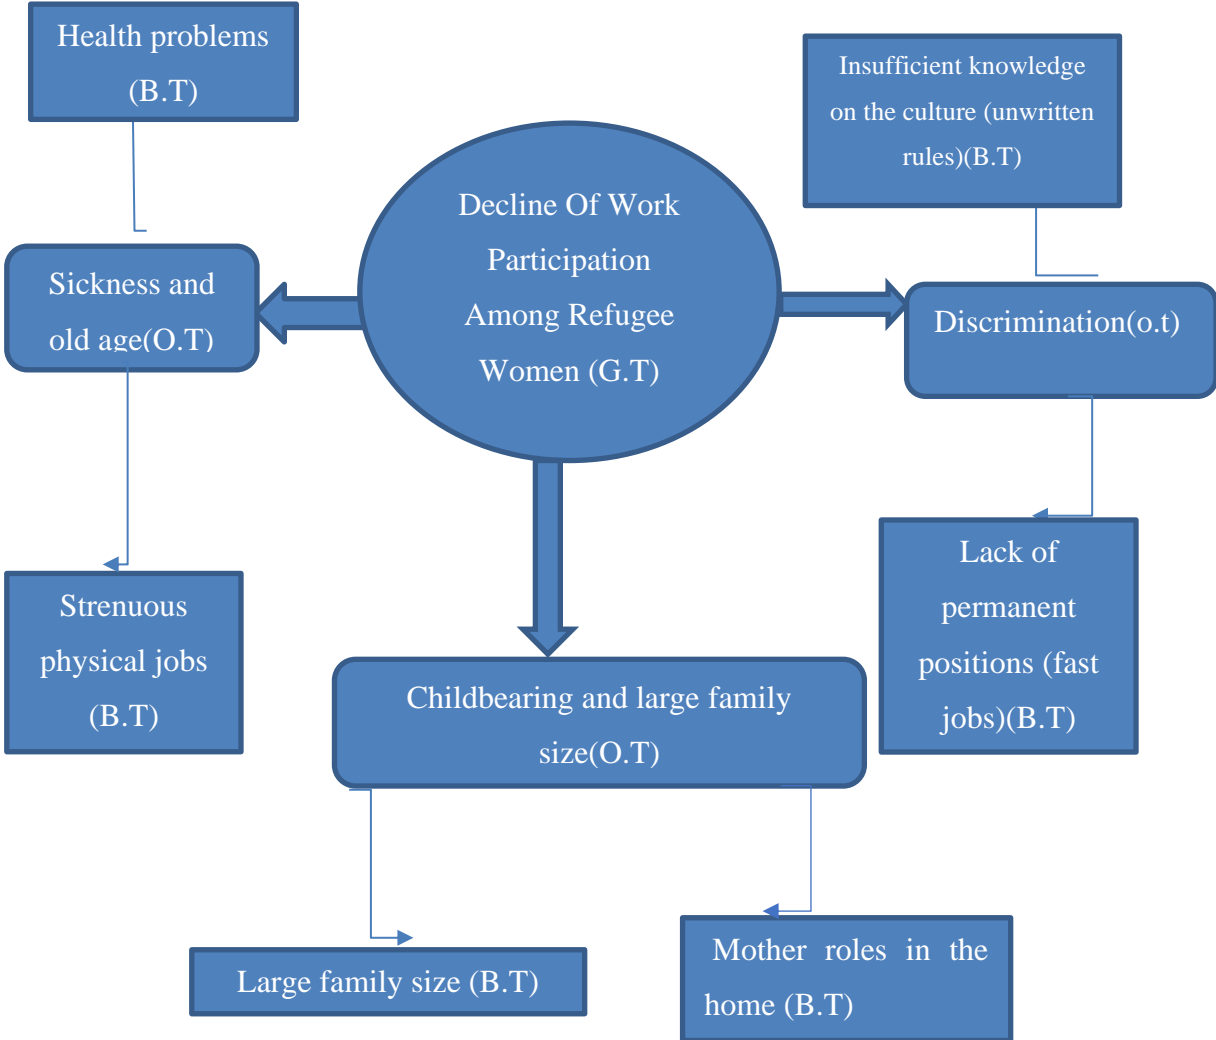 Health problems
(B.T)
Insufficient knowledge
on the culture (unwritten
rules)(B.T)
Decline Of Work
Participation
Among Refugee
Women (G.T)
Sickness and
old age(O.T)
Discrimination(o.t)
Strenuous
physical jobs
(B.T)
Lack of
permanent
positions (fast
jobs)(B.T)
Childbearing and large family
size(O.T)
Large family size (B.T)
Mother roles in the
home (B.T)